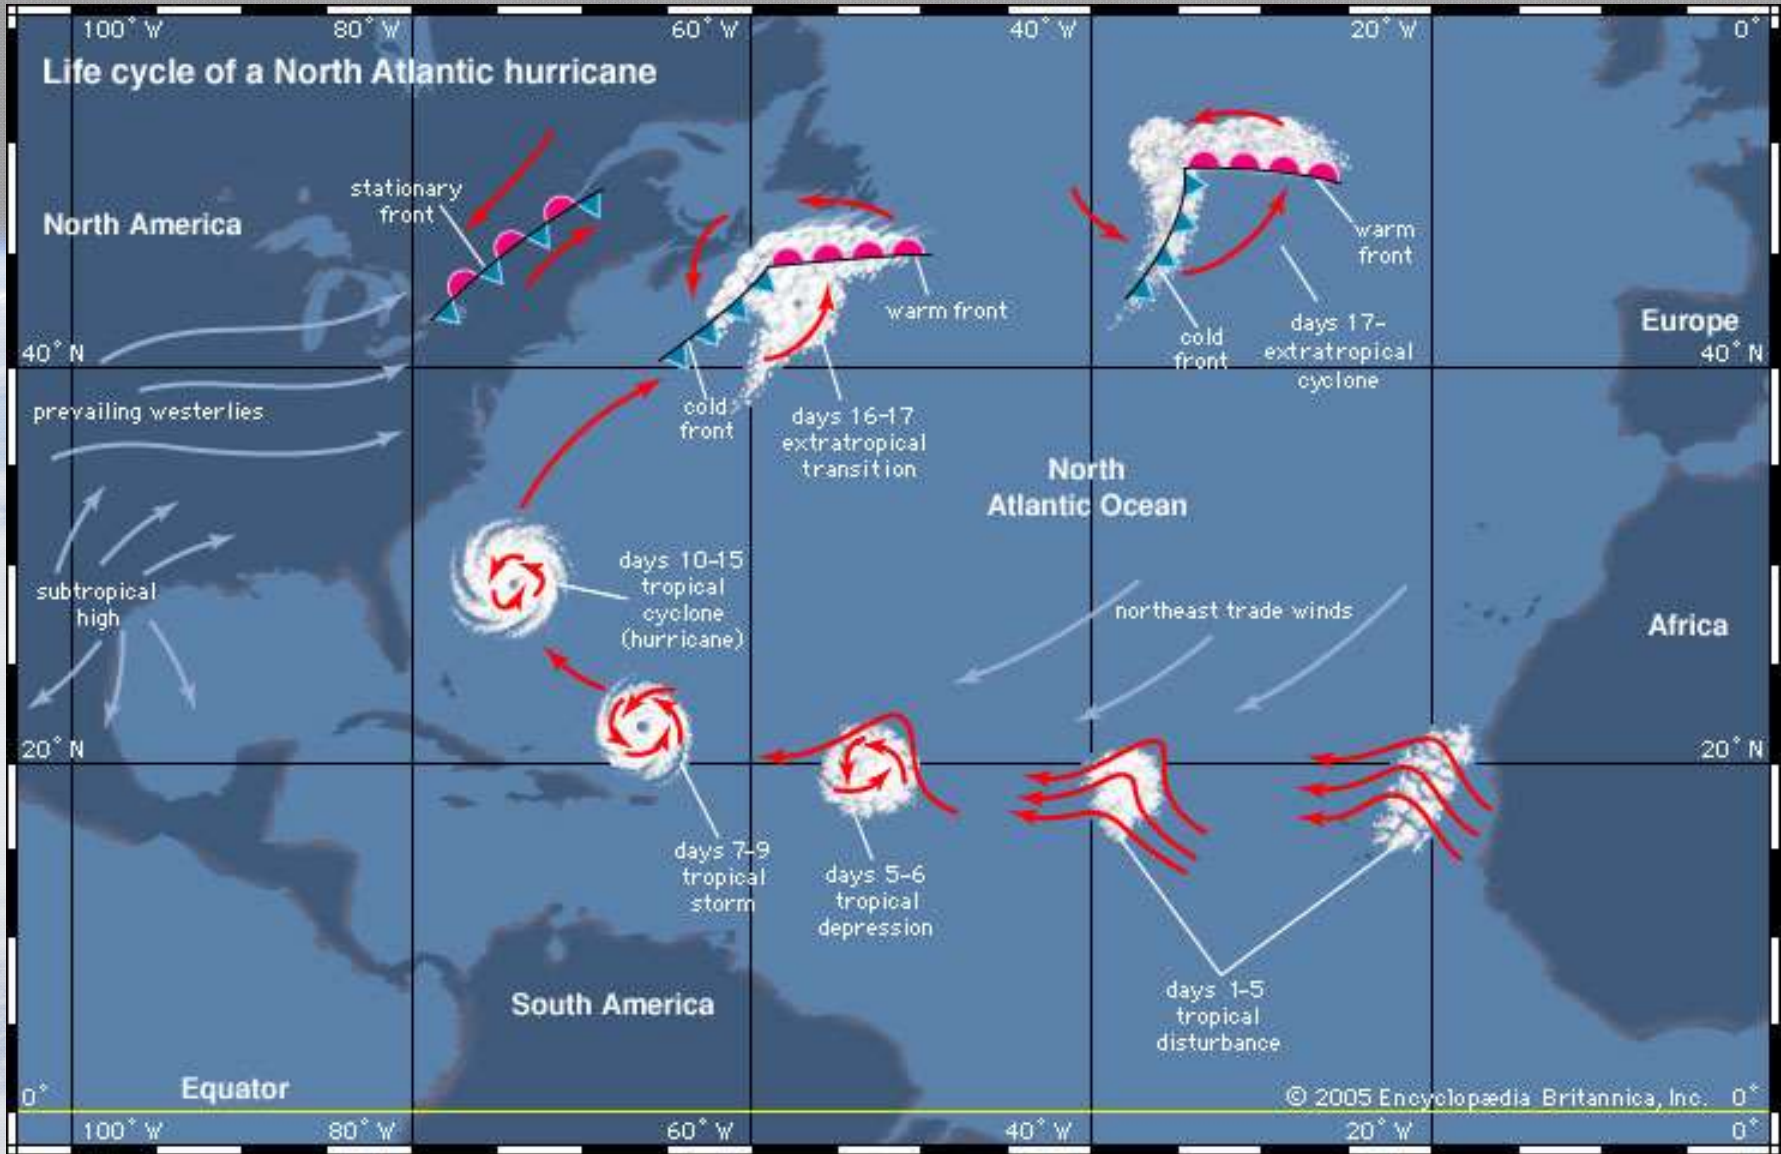 100° W 80° W 60° W 40° W 20° W 0°
Life cycle of a North Atlantic hurricane
stationary
front
North America
warm
front
warm front
cold
front
days 17-
extratropical
cyclone
Europe
40° N 40° N
prevailing westerlies
cold
front
days 16-17
extratropical
transition
North
Atlantic Ocean
subtropical
high
days 10-15
tropical
cyclone
(hurricane)
northeast trade winds
Africa
20° N 20° N
days 7-9
tropical
storm
days 5-6
tropical
depression
days 1-5
tropical
disturbance
South America
Equator
© 2005 Encyclopædia Britannica, Inc.
0° 0°
100° W 80° W 60° W 40° W 20° W 0°